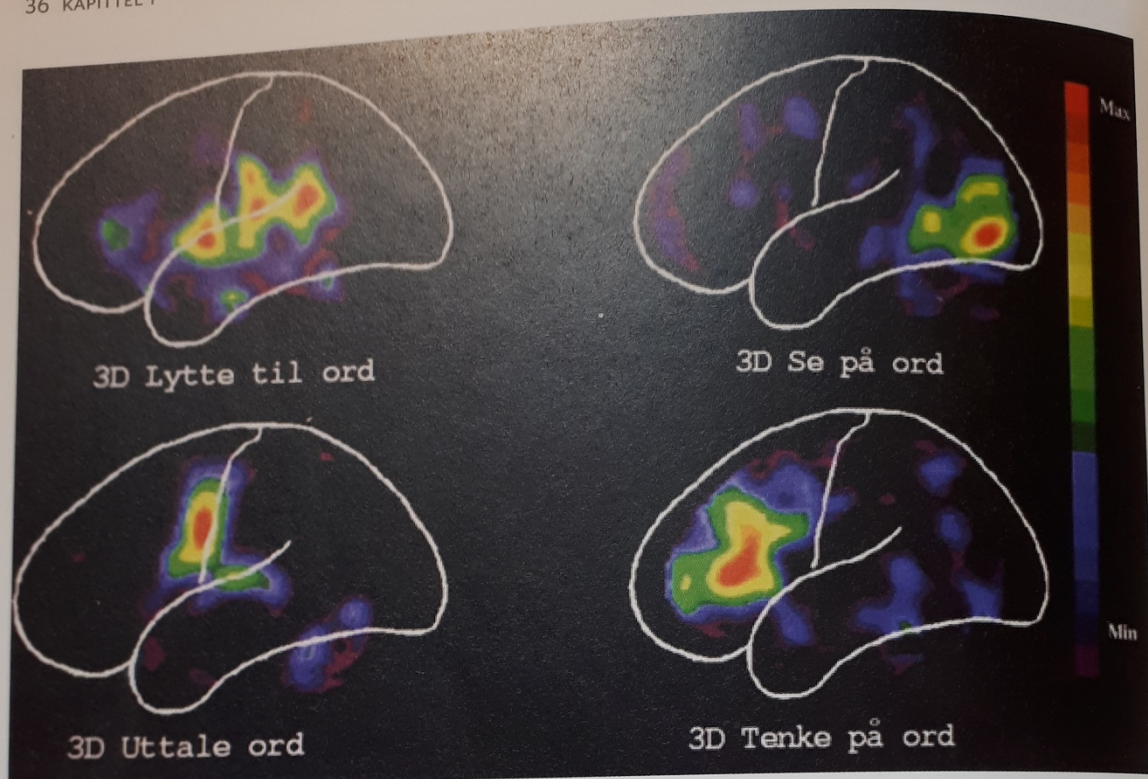 36 KAPITTEL 1
3D Lytte til ord
3D Se på ord
Max
3D Uttale ord
3D Tenke på ord
Min